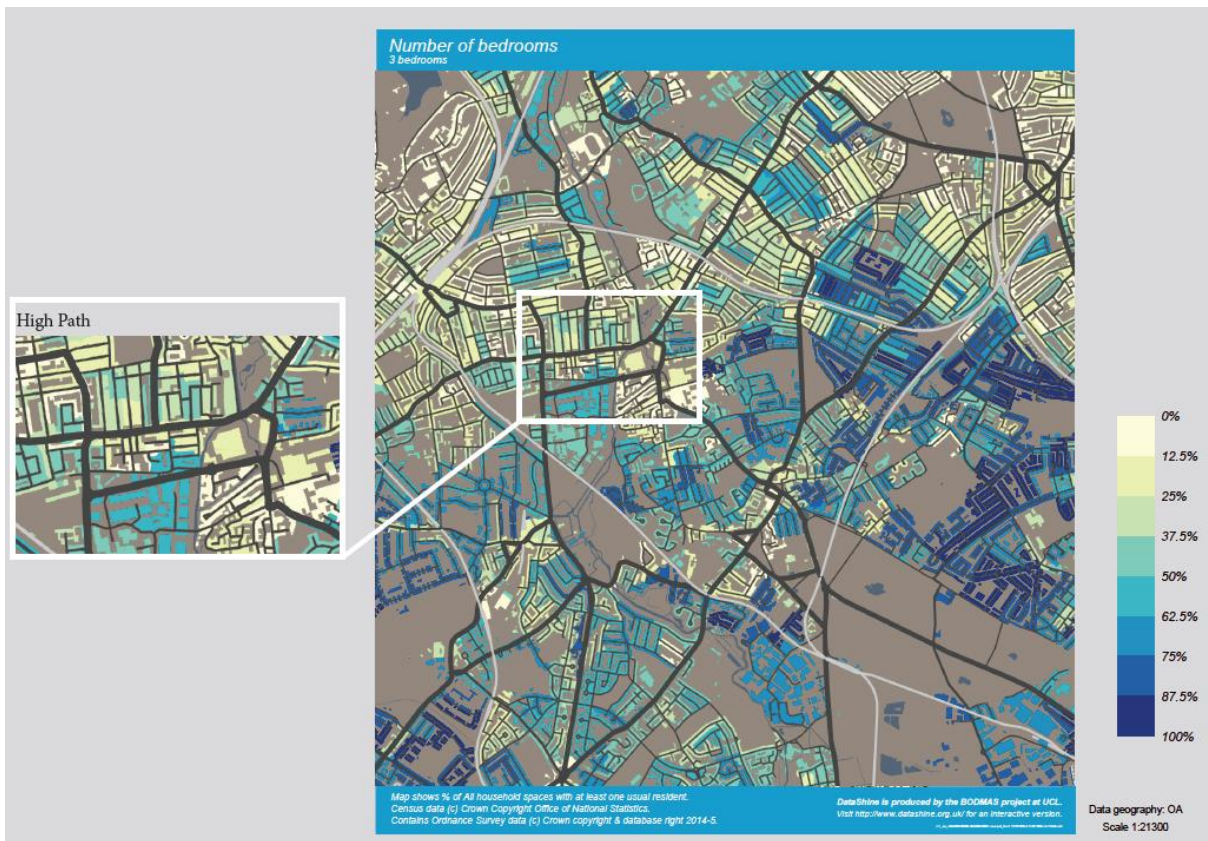 Number of bedrooms
3 bedrooms
High Path
0%
12.5%
25%
37.5%
50%
62.5%
75%
87.5%
100%
Map shows % of All household spaces with at least one usual resident.
Census data (c) Crown Copyright Office of National Statistics.
Contains Ordnance Survey data (c) Crown copyright & database right 2014-5.
DataShine is produced by the BODMAS project at UCL.
Visit http://www.datashine.org.uk/ for an interactive version.
Data geography: OA
Scale 1:21300